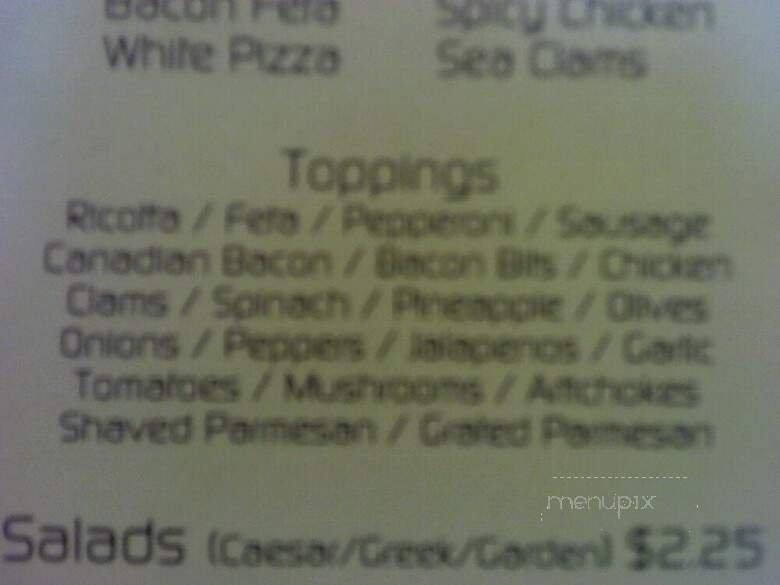 Bacon Feta Spicy Chicken
White Pizza Sea Clams
Toppings
Ricotta / Feta / Pepperoni / Sausage
Canadian Bacon / Bacon Bits / Chicken
Clams / Spinach / Pineapple / Olives
Onions / Peppers / Jalapenos / Garlic
Tomatoes / Mushrooms / Artichokes
Shaved Parmesan / Grated Parmesan
menupix
Salads (Caesar/Greek/Garden) $2.25